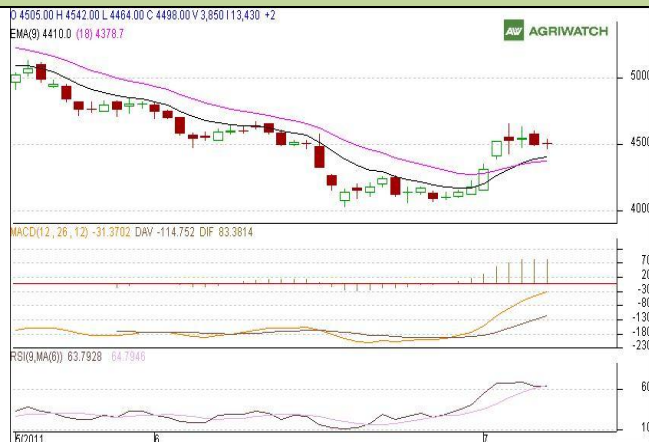 O 4505.00 H 4542.00 L 4464.00 C 4498.00 V 3,850 I 13,430 +2
EMA(9) 4410.0 (18) 4378.7
AW AGRIWATCH
5000
4500
4000
MACD(12, 26, 12) -31.3702 DAV -114.752 DIF 83.3814
70
20
-30
-80
-130
-180
-230
RSI(9,MA(6)) 63.7928 64.7946
60
10
5/2011 6 7